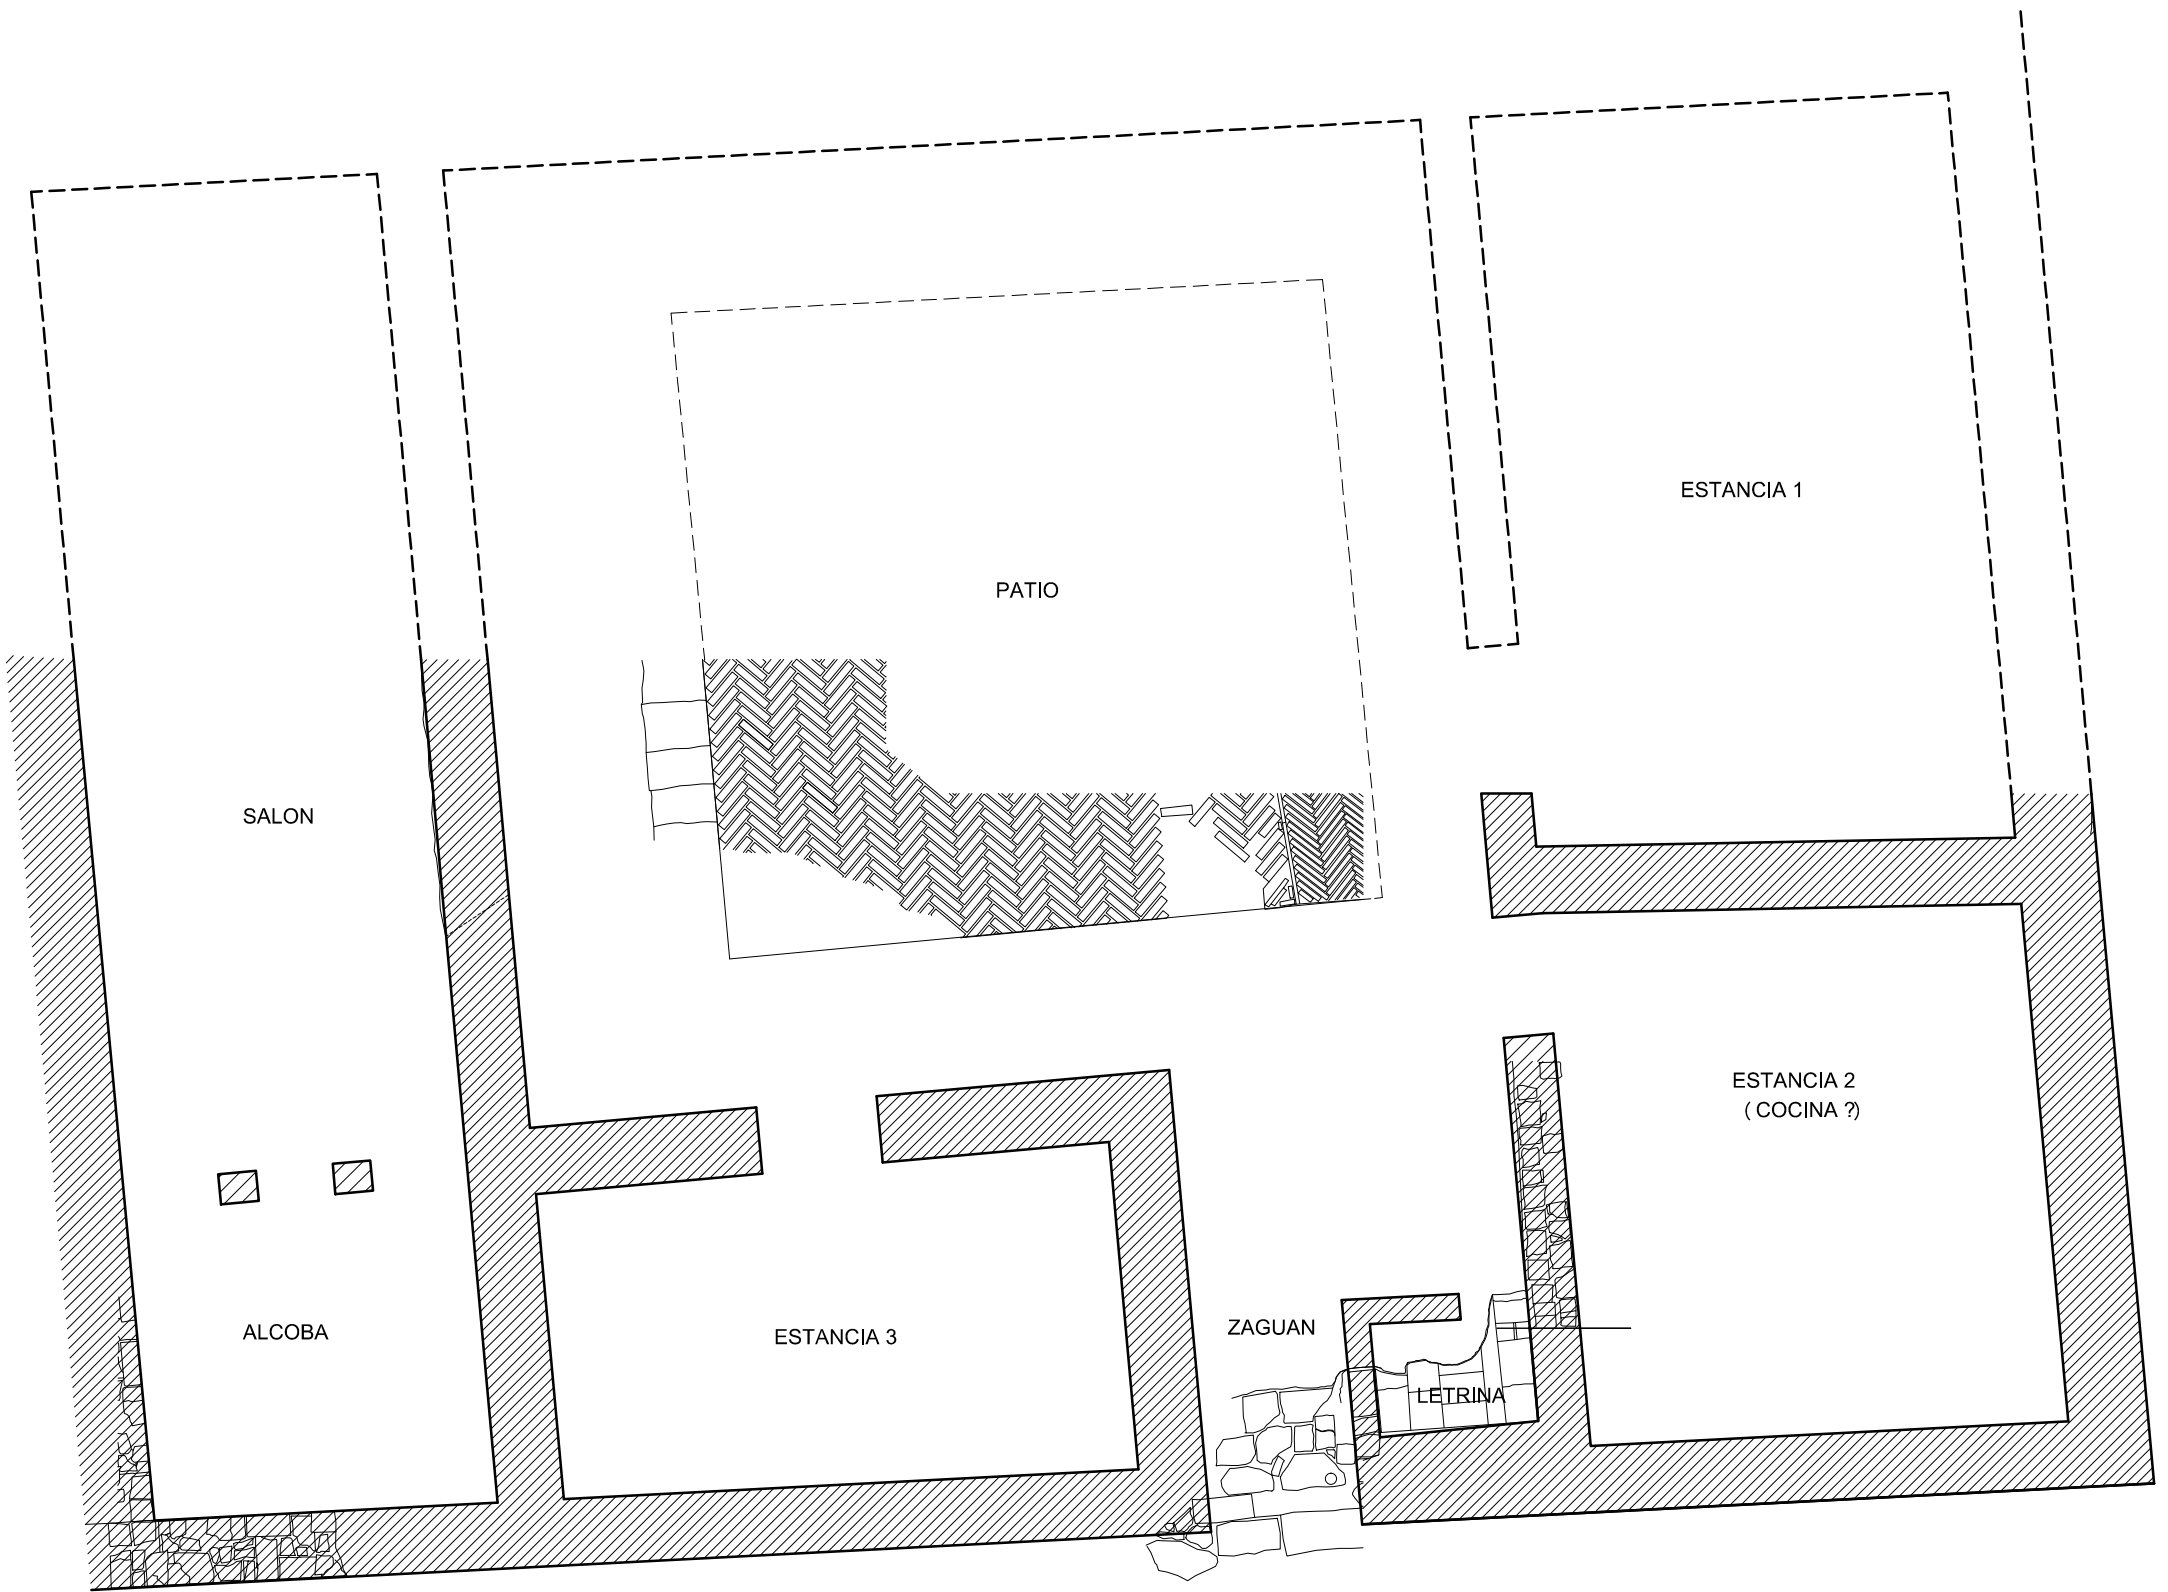 ESTANCIA 1
PATIO
SALON
ESTANCIA 2
( COCINA ?)
ALCOBA
ESTANCIA 3
ZAGUAN
LETRINA